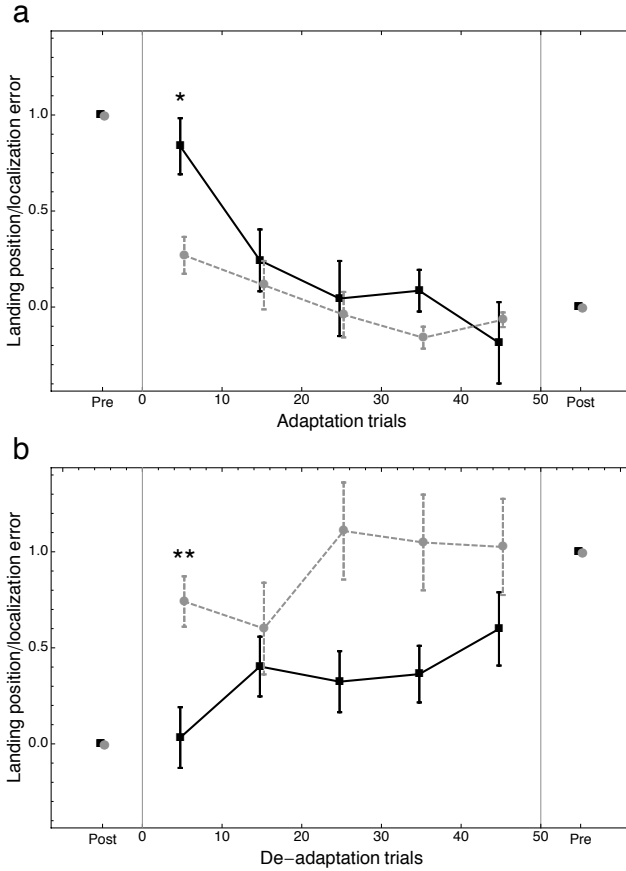 a
*
Landing position/localization error
1.0
0.5
0.0
Pre
0
10
20
30
40
50
Post
Adaptation trials
b
**
Landing position/localization error
1.0
0.5
0.0
Post
0
10
20
30
40
50
Pre
De−adaptation trials